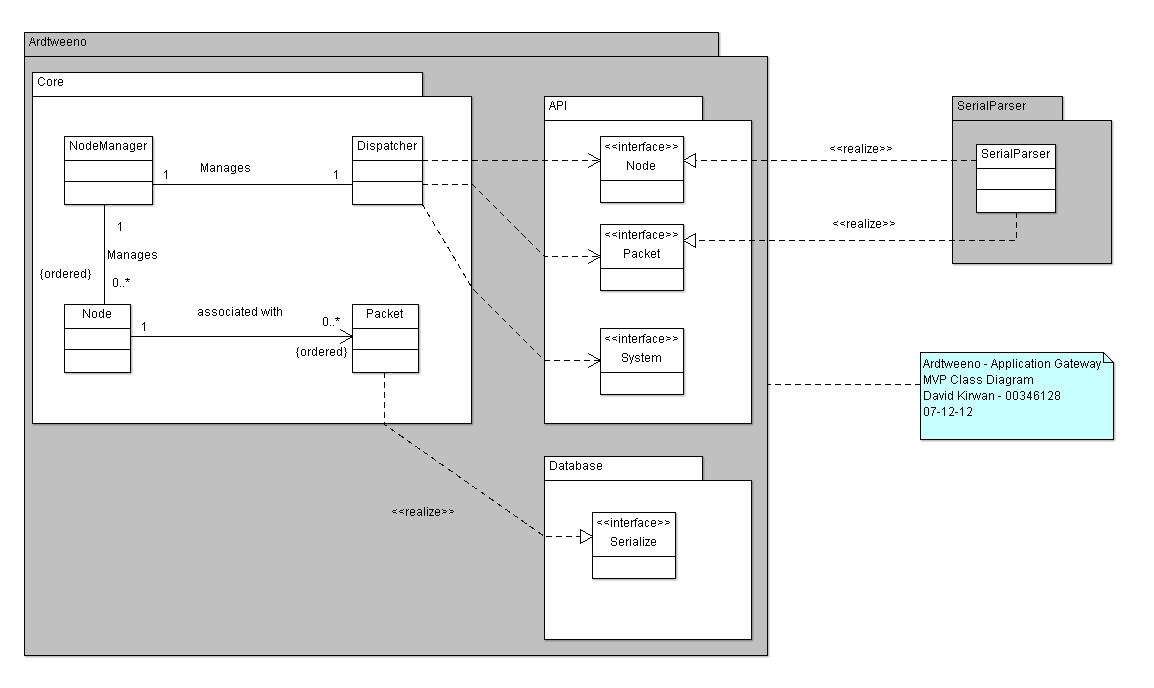 Ardtweeno
Core
NodeManager
Dispatcher
Manages
1
1
1
Manages
{ordered}
0..*
Node
Packet
associated with
1
0..*
{ordered}
API
<<interface>>
Node
<<interface>>
Packet
<<interface>>
System
SerialParser
SerialParser
<<realize>>
<<realize>>
Ardtweeno - Application Gateway
MVP Class Diagram
David Kirwan - 00346128
07-12-12
Database
<<interface>>
Serialize
<<realize>>